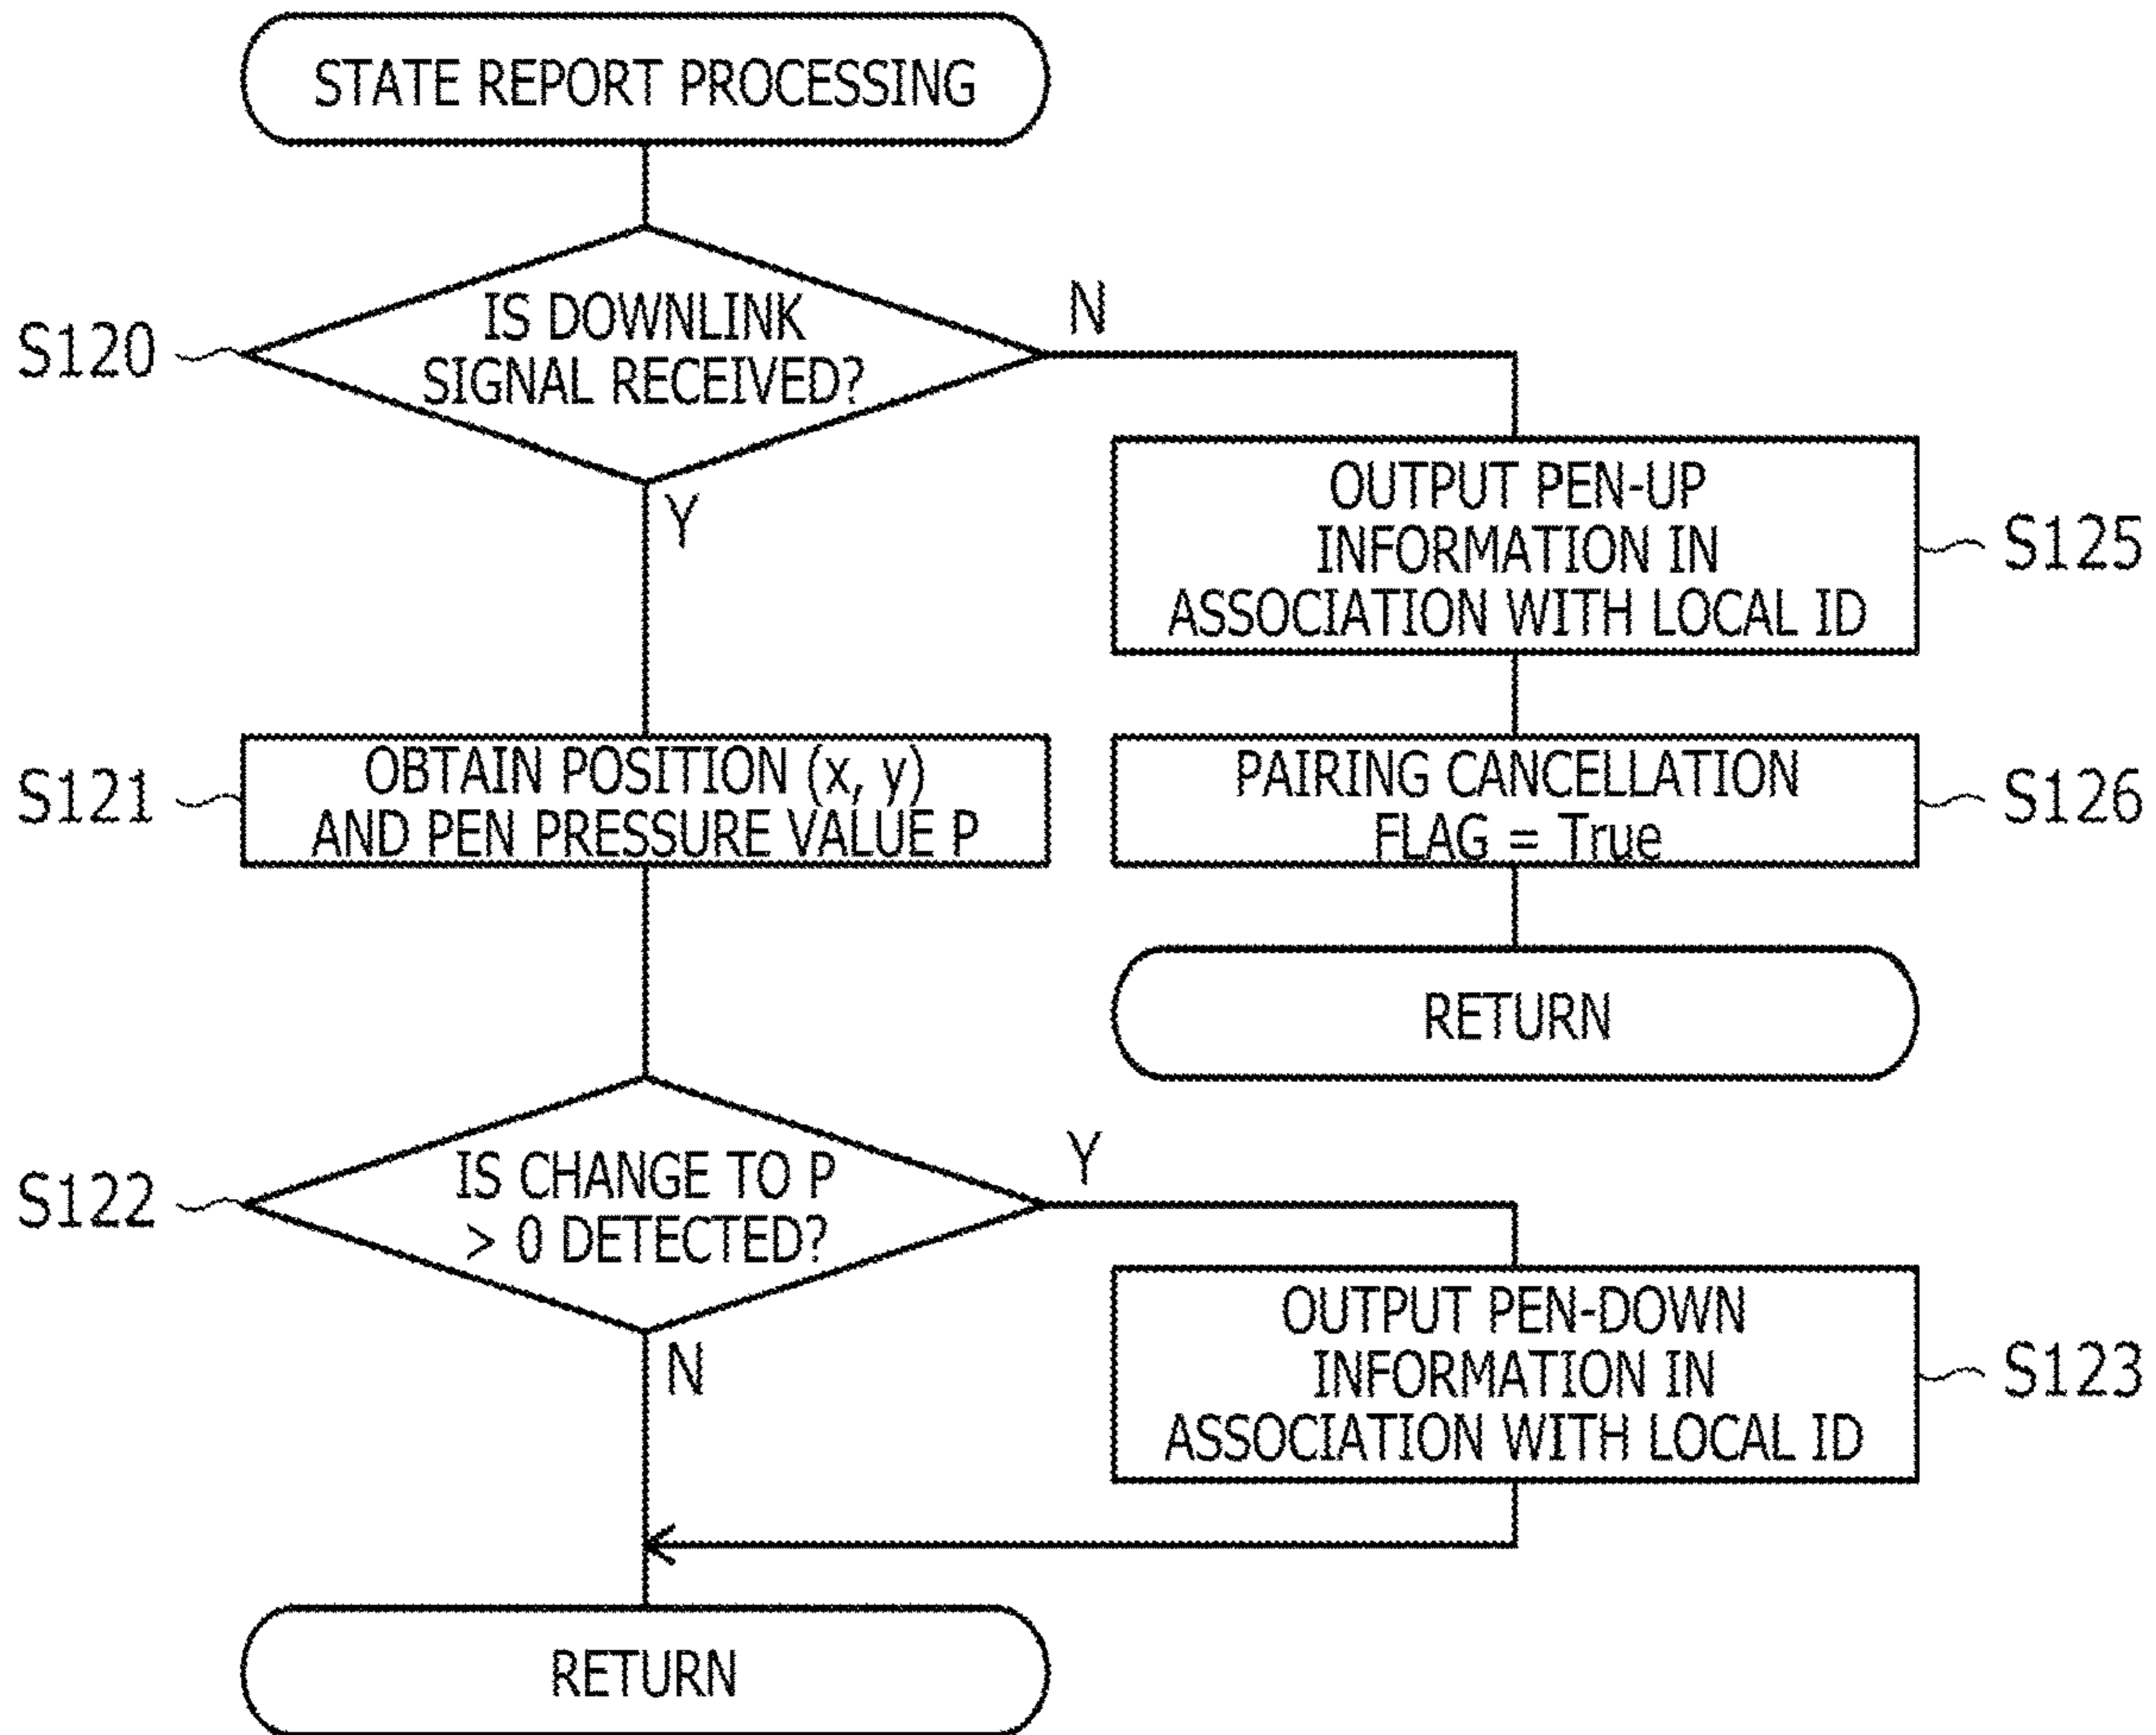 STATE REPORT PROCESSING
S120
IS DOWNLINK
SIGNAL RECEIVED?
N
Y
OUTPUT PEN-UP
INFORMATION IN
ASSOCIATION WITH LOCAL ID
S125
S121
OBTAIN POSITION (x, y)
AND PEN PRESSURE VALUE P
PAIRING CANCELLATION
FLAG = True
S126
RETURN
S122
IS CHANGE TO P
> 0 DETECTED?
Y
N
OUTPUT PEN-DOWN
INFORMATION IN
ASSOCIATION WITH LOCAL ID
S123
RETURN